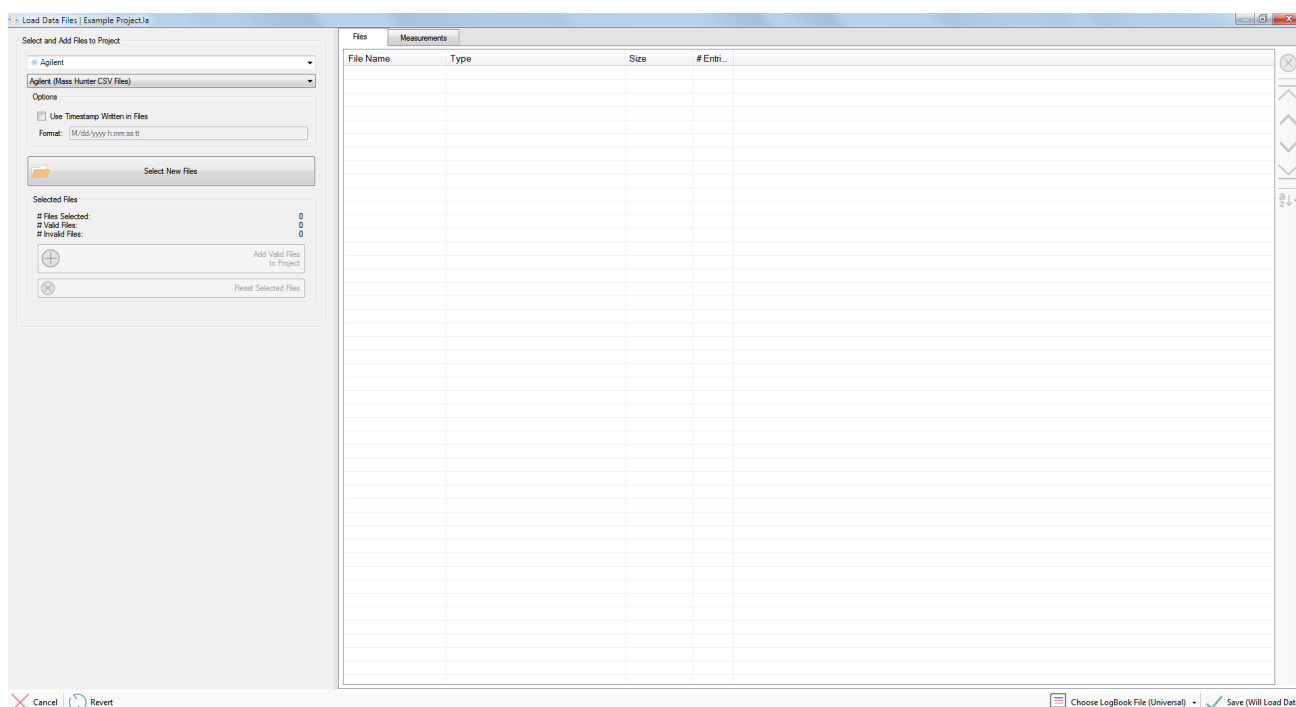 Load Data Files | Example Project.la
Select and Add Files to Project
Agilent
Agilent (Mass Hunter CSV Files)
Options
Use Timestamp Written in Files
Format: M/dd/yyyy h:mm:ss tt
Select New Files
Selected Files
# Files Selected: 0
# Valid Files: 0
# Invalid Files: 0
Add Valid Files
to Project
Reset Selected Files
Files Measurements
File Name Type Size # Entri...
a
z
Cancel Revert
Choose LogBook File (Universal) Save (Will Load Dat